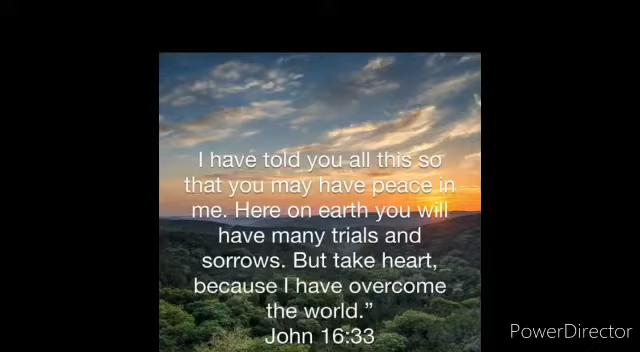 I have told you all this so
that you may have peace in
me. Here on earth you will
have many trials and
sorrows. But take heart,
because I have overcome
the world.”
John 16:33
PowerDirector